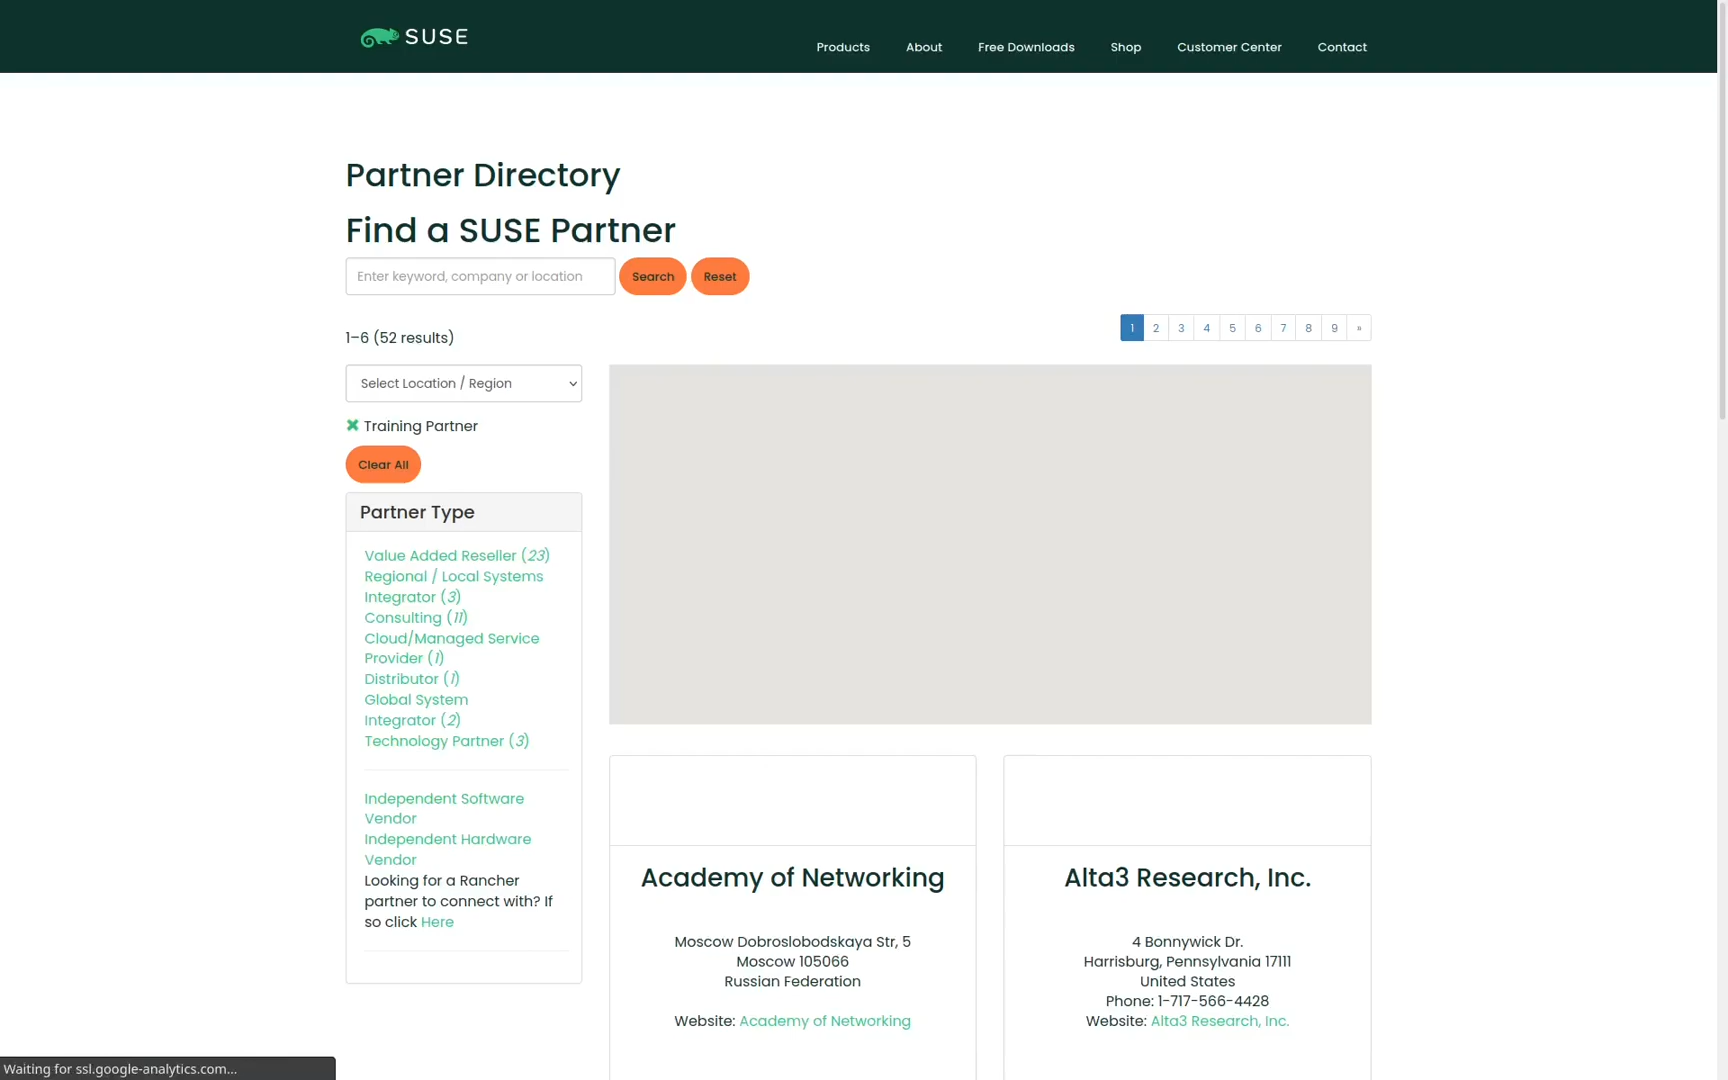 SUSE
Products
About
Free Downloads
Shop
Customer Center
Contact
Partner Directory
Find a SUSE Partner
Enter keyword, company or location
Search
Reset
1–6 (52 results)
1 2 3 4 5 6 7 8 9 »
Select Location / Region
Training Partner
Clear All
Partner Type
Value Added Reseller (23)
Regional / Local Systems
Integrator (3)
Consulting (11)
Cloud/Managed Service
Provider (1)
Distributor (1)
Global System
Integrator (2)
Technology Partner (3)
Independent Software
Vendor
Independent Hardware
Vendor
Looking for a Rancher
partner to connect with? If
so click Here
Academy of Networking
Moscow Dobroslobodskaya Str, 5
Moscow 105066
Russian Federation
Website: Academy of Networking
Alta3 Research, Inc.
4 Bonnywick Dr.
Harrisburg, Pennsylvania 17111
United States
Phone: 1-717-566-4428
Website: Alta3 Research, Inc.
Waiting for ssl.google-analytics.com...